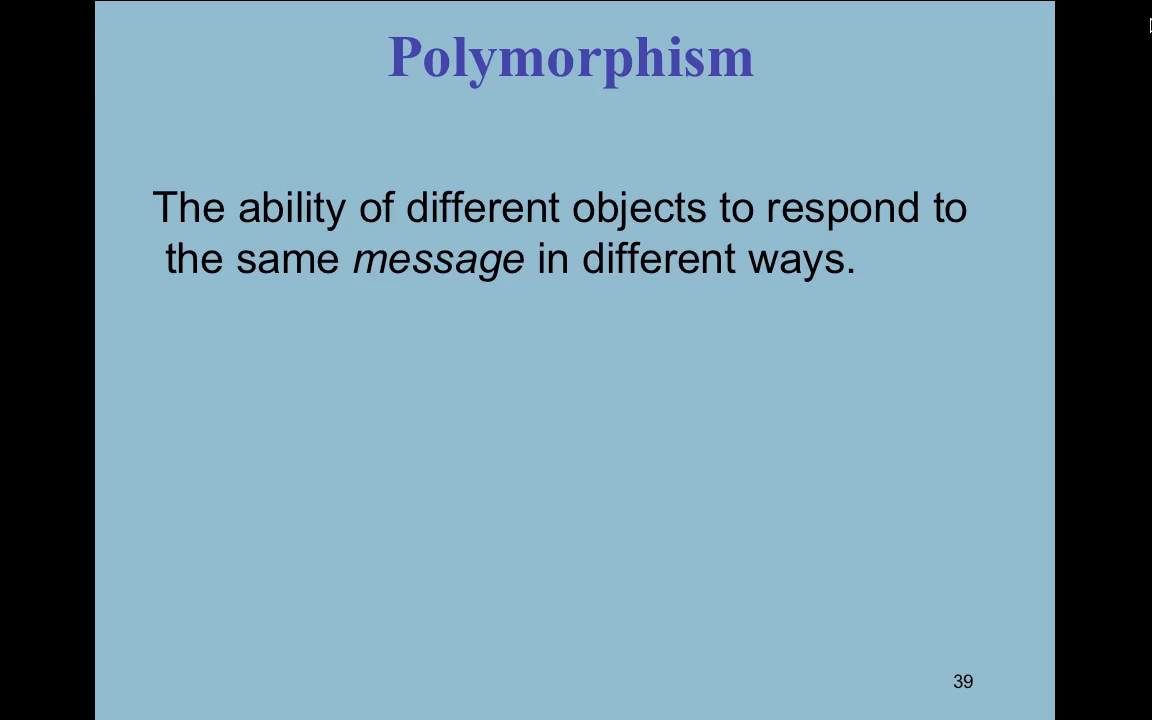 Polymorphism
The ability of different objects to respond to
the same message in different ways.
39